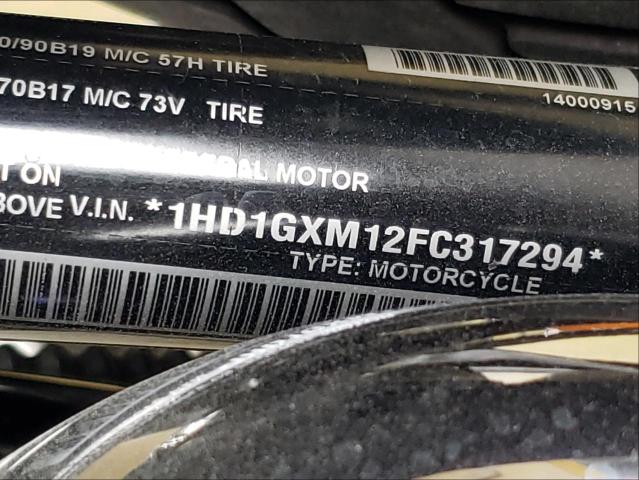 0/90B19 M/C 57H TIRE
70B17 M/C 73V TIRE
14000915
MOTOR
ON
BOVE V.I.N. *1HD1GXM12FC317294*
TYPE: MOTORCYCLE